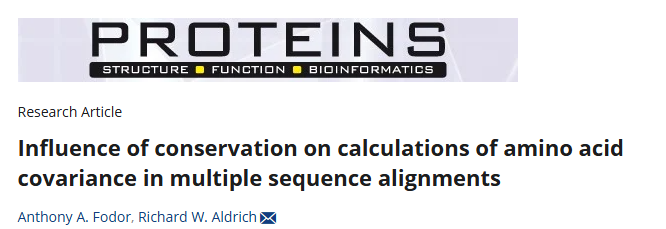 PROTEINS
STRUCTURE ■ FUNCTION ■ BIOINFORMATICS
Research Article
Influence of conservation on calculations of amino acid
covariance in multiple sequence alignments
Anthony A. Fodor, Richard W. Aldrich